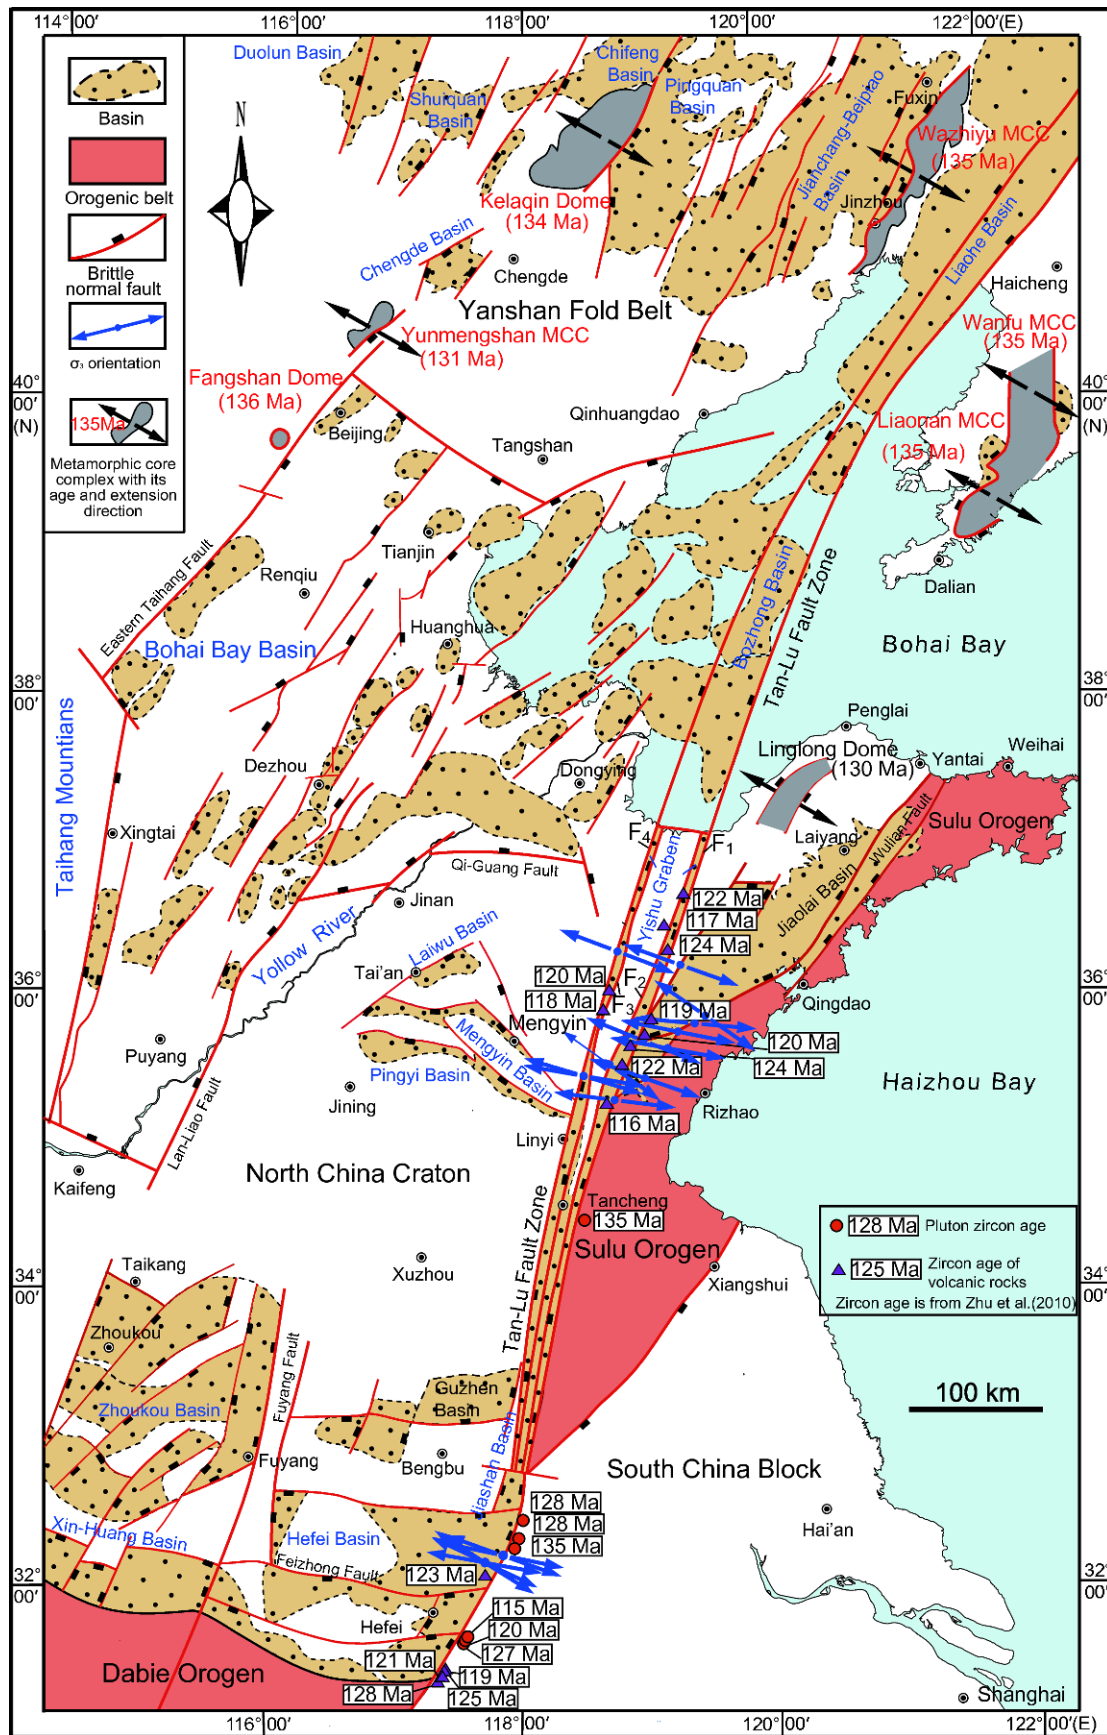 114°00′
116°00′
118°00′
120°00′
122°00′(E)
Basin
Orogenic belt
Brittle
normal fault
σ₃ orientation
135Ma
Metamorphic core
complex with its
age and extension
direction
N
Duolun Basin
Shuiquan
Basin
Chifeng
Basin
Pingquan
Basin
Fuxin
Wazhiyu MCC
(135 Ma)
Jianchang-Beipiao
Basin
Jinzhou
Kelaqin Dome
(134 Ma)
Chengde Basin
Chengde
Liaohe Basin
Haicheng
Yanshan Fold Belt
Yunmengshan MCC
(131 Ma)
Wanfu MCC
(135 Ma)
Fangshan Dome
(136 Ma)
40°
00′
(N)
40°
00′
(N)
Beijing
Qinhuangdao
Tangshan
Liaonan MCC
(135 Ma)
Tianjin
Renqiu
Dalian
Eastern Taihang Fault
Huanghua
Bohai Bay Basin
Bozhong Basin
Tan-Lu Fault Zone
Bohai Bay
38°
00′
38°
00′
Taihang Mountians
Penglai
Linglong Dome
(130 Ma)
Yantai
Weihai
Dezhou
Dongying
Xingtai
F₄
F₁
Laiyang
Wulian Fault
Sulu Orogen
Qi-Guang Fault
Yishu Graben
Jiaolai Basin
Jinan
122 Ma
117 Ma
124 Ma
Yellow River
Laiwu Basin
Tai'an
36°
00′
36°
00′
120 Ma
F₂
118 Ma
F₃
119 Ma
Qingdao
Mengyin
120 Ma
124 Ma
Puyang
Mengyin Basin
Pingyi Basin
122 Ma
Haizhou Bay
Jining
Rizhao
116 Ma
Lan-Liao Fault
Linyi
Kaifeng
North China Craton
Tancheng
135 Ma
Sulu Orogen
128 Ma
Pluton zircon age
125 Ma
Zircon age of
volcanic rocks
Zircon age is from Zhu et al.(2010)
Tan-Lu Fault Zone
Taikang
Xuzhou
Xiangshui
34°
00′
34°
00′
Zhoukou
Fuyang Fault
Guzhen
Basin
100 km
Zhoukou Basin
Fuyang
Bengbu
Jiashan Basin
South China Block
128 Ma
128 Ma
135 Ma
Hai'an
Xin-Huang Basin
Hefei Basin
Feizhong Fault
123 Ma
32°
00′
32°
00′
Hefei
115 Ma
120 Ma
127 Ma
121 Ma
119 Ma
128 Ma
125 Ma
Dabie Orogen
Shanghai
116°00′
118°00′
120°00′
122°00′(E)